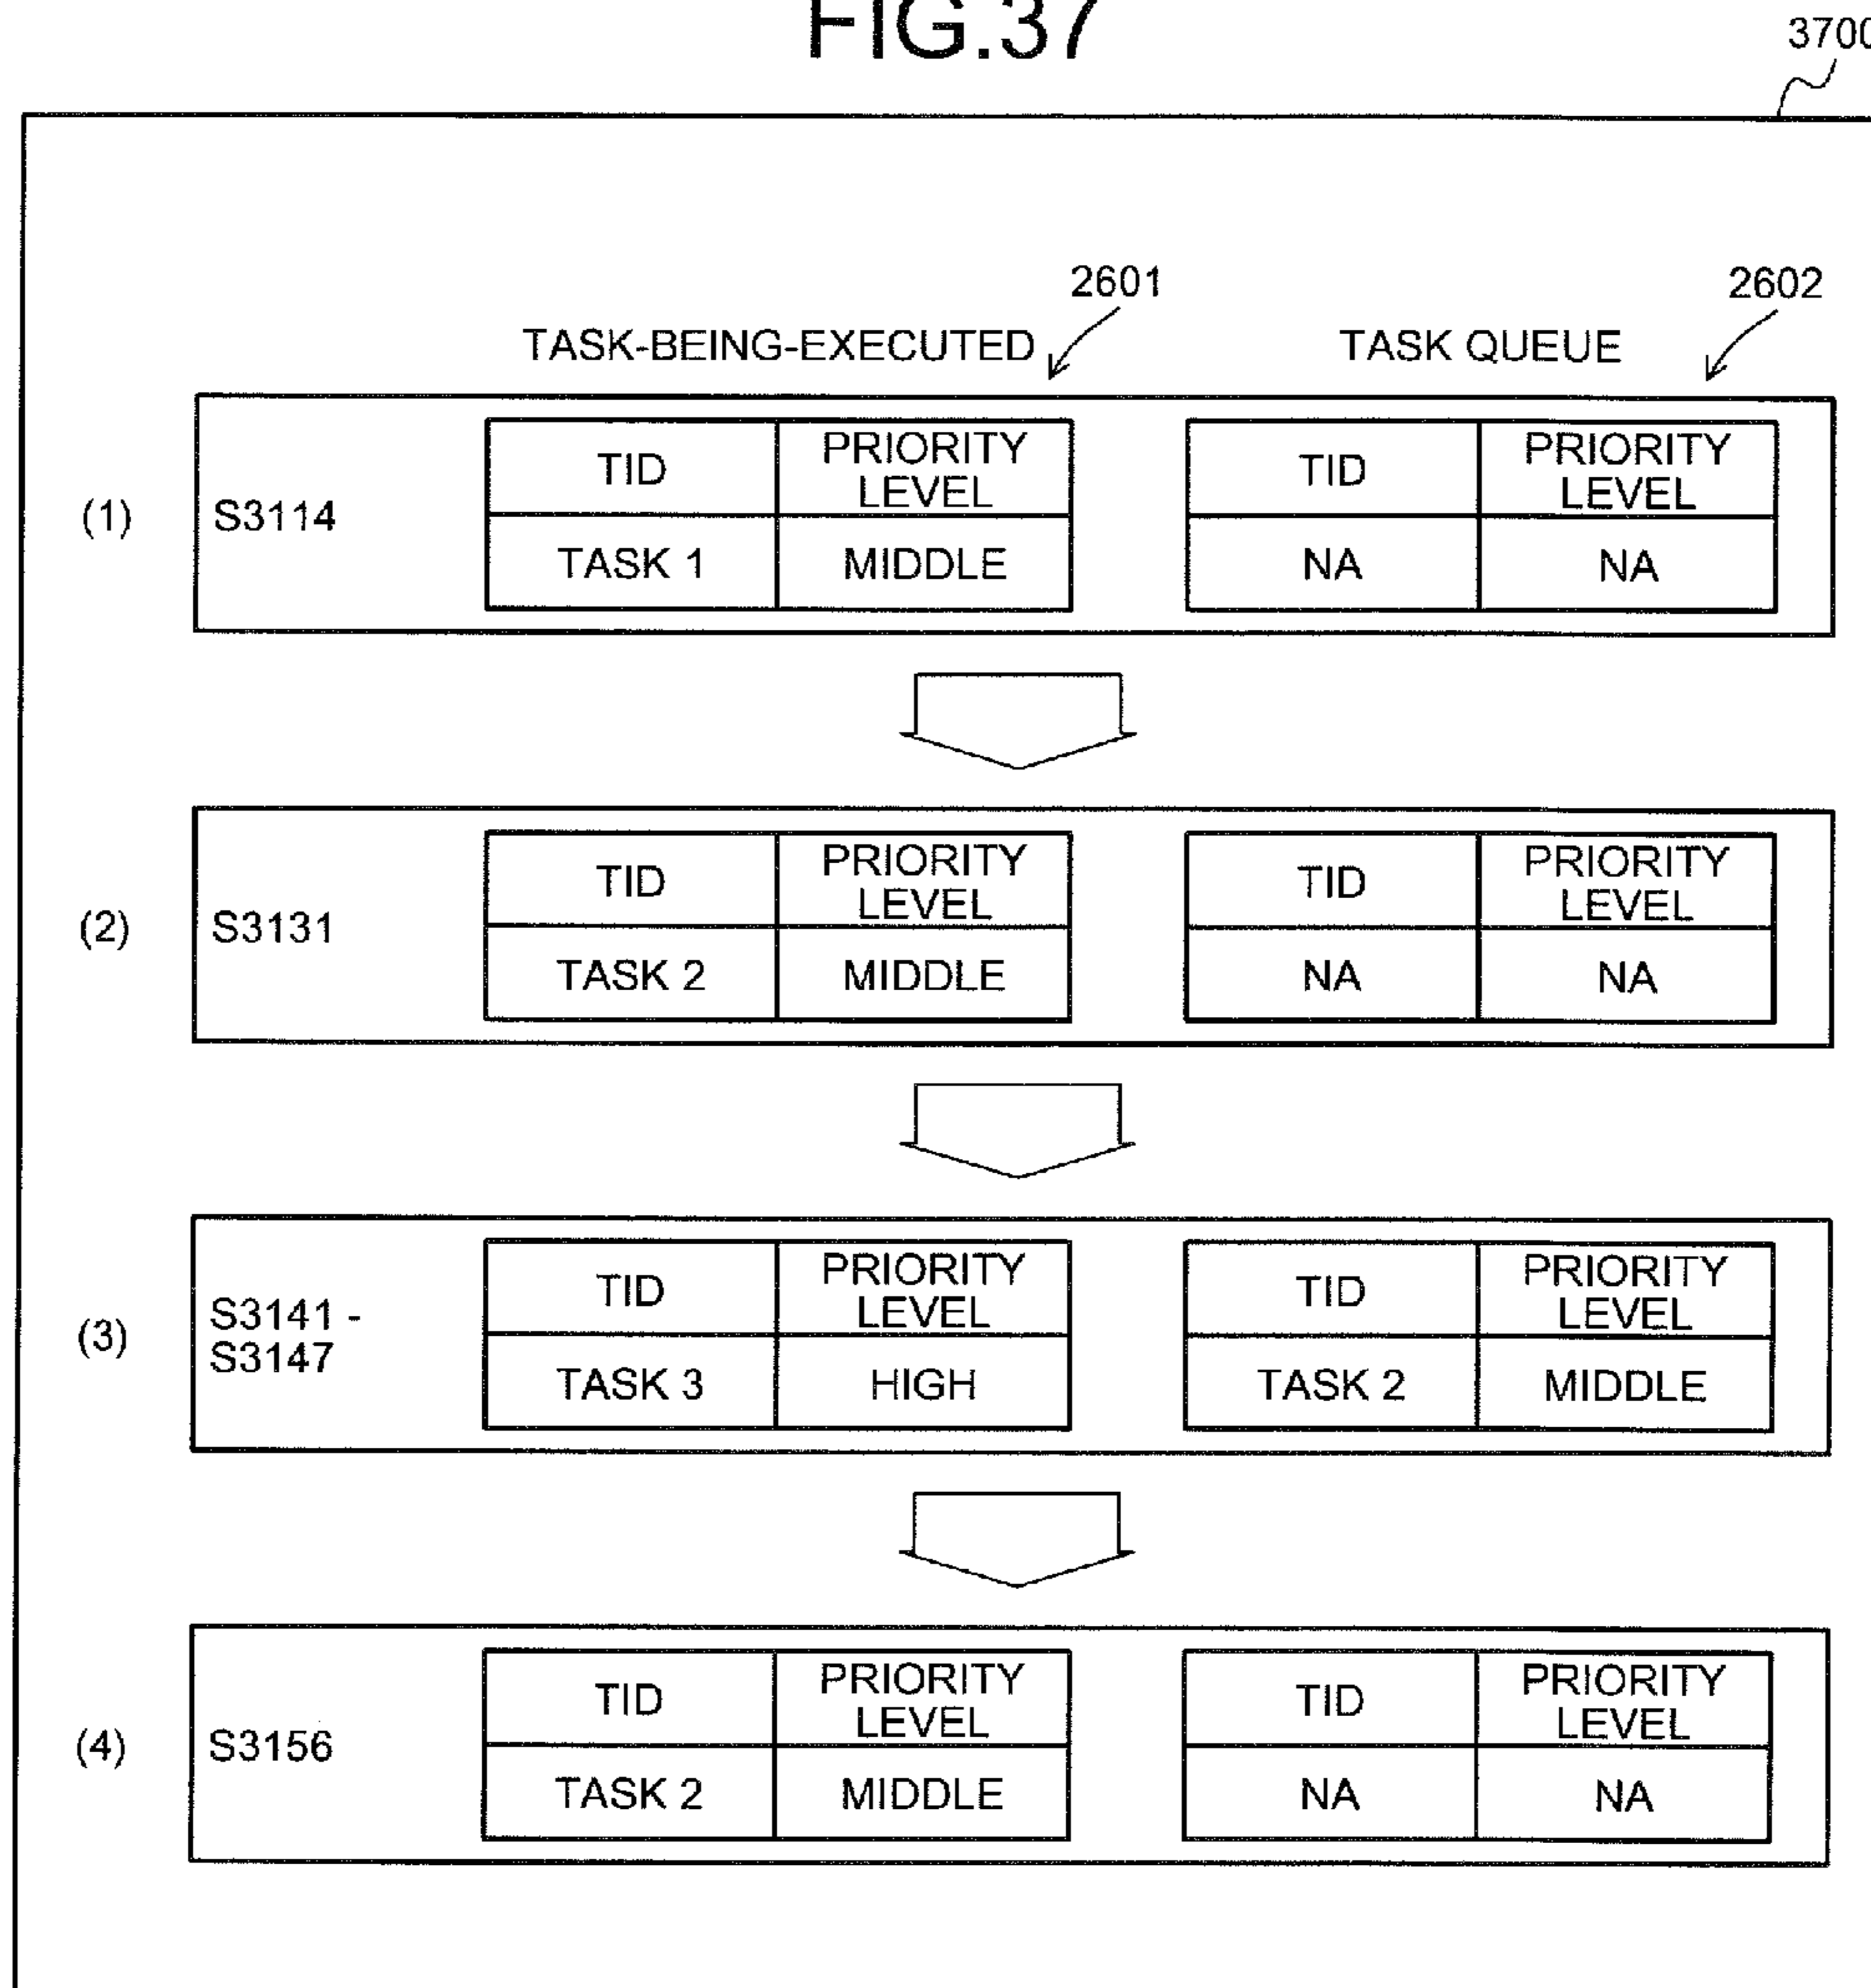 FIG.37
3700
2601
2602
TASK-BEING-EXECUTED
TASK QUEUE
(1)
S3114
TID
PRIORITY
LEVEL
TASK 1
MIDDLE
TID
PRIORITY
LEVEL
NA
NA
(2)
S3131
TID
PRIORITY
LEVEL
TASK 2
MIDDLE
TID
PRIORITY
LEVEL
NA
NA
(3)
S3141 -
S3147
TID
PRIORITY
LEVEL
TASK 3
HIGH
TID
PRIORITY
LEVEL
TASK 2
MIDDLE
(4)
S3156
TID
PRIORITY
LEVEL
TASK 2
MIDDLE
TID
PRIORITY
LEVEL
NA
NA